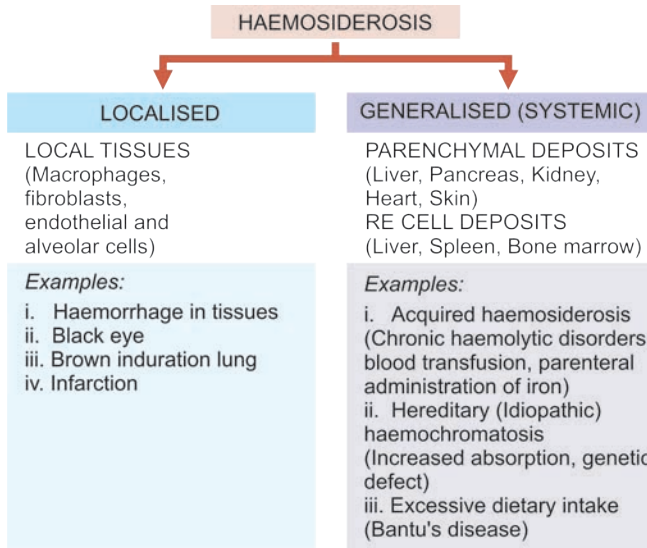 HAEMOSIDEROSIS
LOCALISED
LOCAL TISSUES
(Macrophages,
fibroblasts,
endothelial and
alveolar cells)
Examples:
i. Haemorrhage in tissues
ii. Black eye
iii. Brown induration lung
iv. Infarction
GENERALISED (SYSTEMIC)
PARENCHYMAL DEPOSITS
(Liver, Pancreas, Kidney,
Heart, Skin)
RE CELL DEPOSITS
(Liver, Spleen, Bone marrow)
Examples:
i. Acquired haemosiderosis
(Chronic haemolytic disorders
blood transfusion, parenteral
administration of iron)
ii. Hereditary (Idiopathic)
haemochromatosis
(Increased absorption, genetic
defect)
iii. Excessive dietary intake
(Bantu's disease)